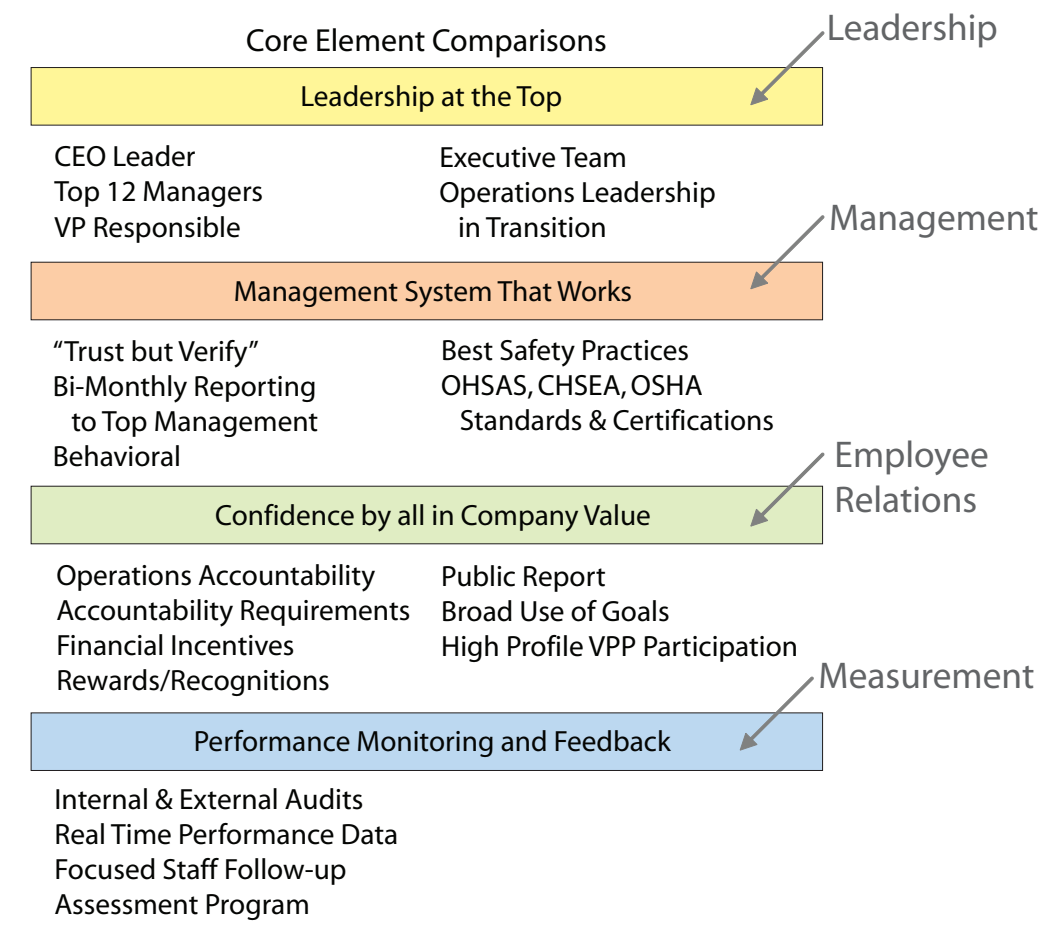 Core Element Comparisons
Leadership
Leadership at the Top
CEO Leader
Top 12 Managers
VP Responsible
Executive Team
Operations Leadership
in Transition
Management
Management System That Works
“Trust but Verify”
Bi-Monthly Reporting
to Top Management
Behavioral
Best Safety Practices
OHSAS, CHSEA, OSHA
Standards & Certifications
Employee
Relations
Confidence by all in Company Value
Operations Accountability
Accountability Requirements
Financial Incentives
Rewards/Recognitions
Public Report
Broad Use of Goals
High Profile VPP Participation
Measurement
Performance Monitoring and Feedback
Internal & External Audits
Real Time Performance Data
Focused Staff Follow-up
Assessment Program